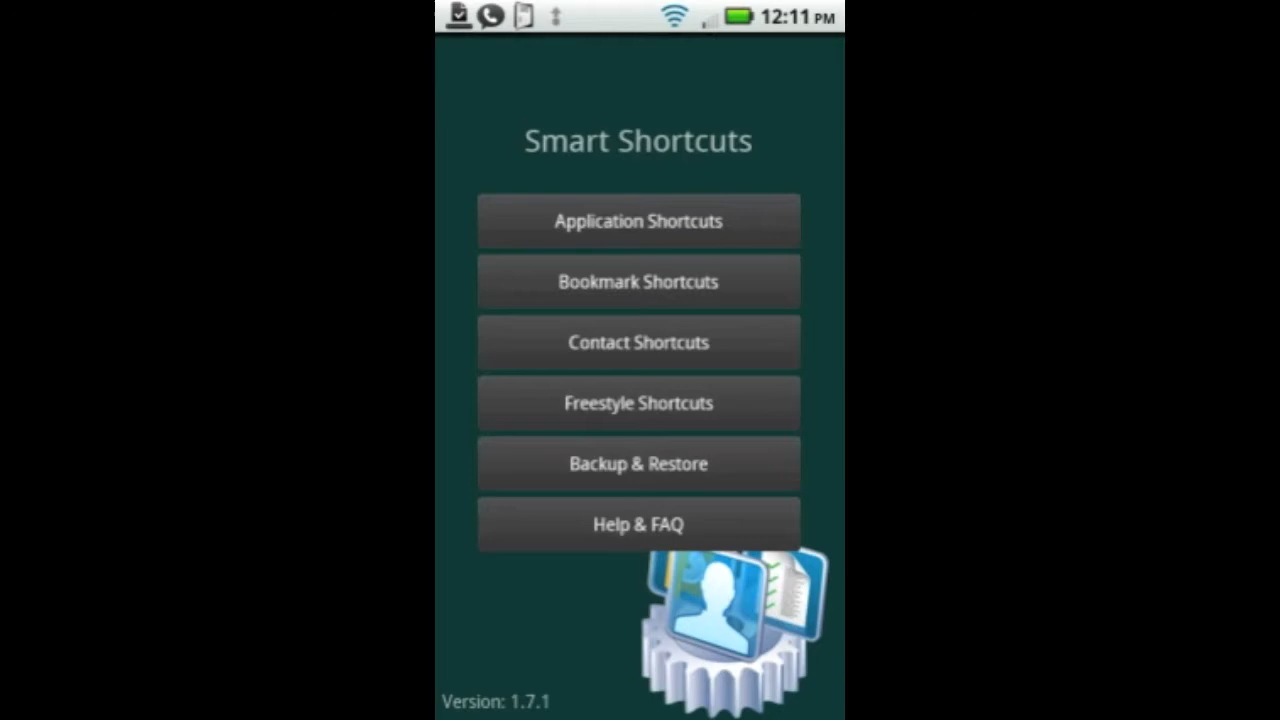 12:11 PM
Smart Shortcuts
Application Shortcuts
Bookmark Shortcuts
Contact Shortcuts
Freestyle Shortcuts
Backup & Restore
Help & FAQ
Version: 1.7.1